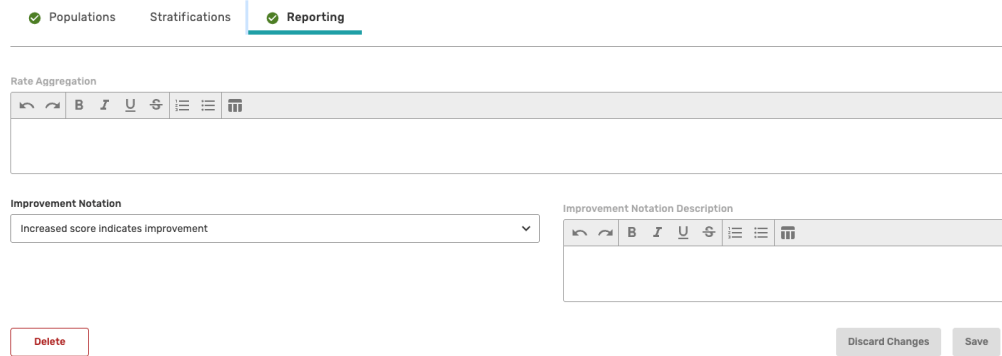 Populations Stratifications Reporting
Rate Aggregation
B I U S
Improvement Notation
Increased score indicates improvement
Improvement Notation Description
B I U S
Delete Discard Changes Save